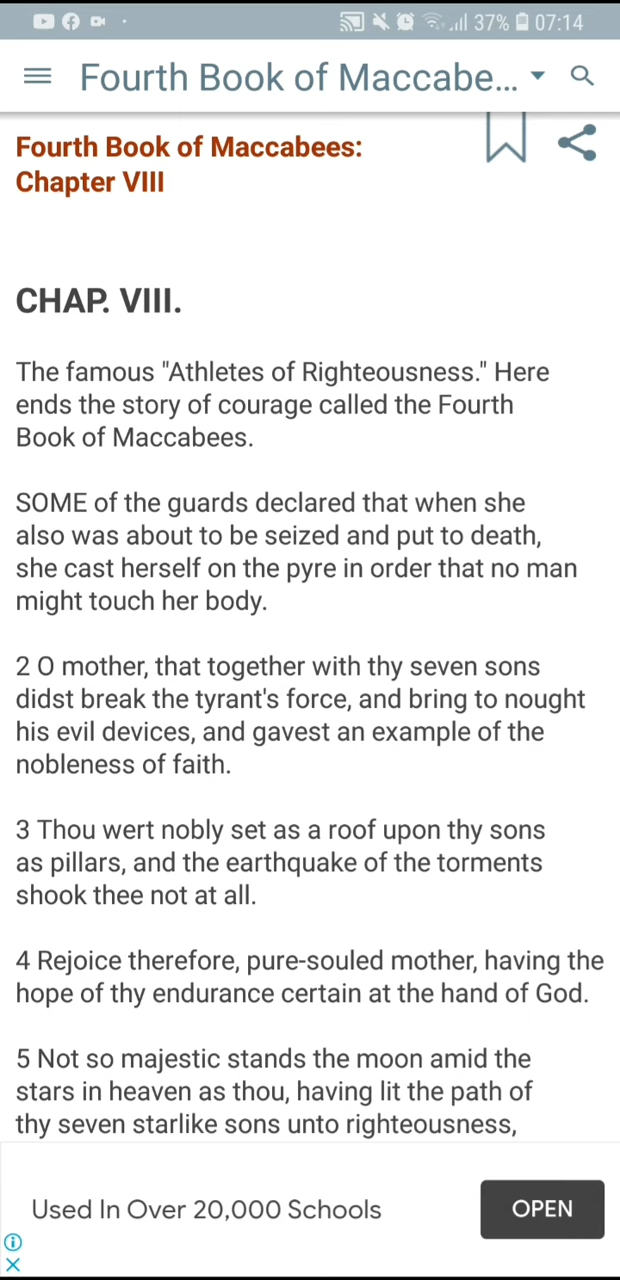 37% 07:14
Fourth Book of Maccabe...
Fourth Book of Maccabees:
Chapter VIII
CHAP. VIII.
The famous "Athletes of Righteousness." Here
ends the story of courage called the Fourth
Book of Maccabees.
SOME of the guards declared that when she
also was about to be seized and put to death,
she cast herself on the pyre in order that no man
might touch her body.
2 O mother, that together with thy seven sons
didst break the tyrant's force, and bring to nought
his evil devices, and gavest an example of the
nobleness of faith.
3 Thou wert nobly set as a roof upon thy sons
as pillars, and the earthquake of the torments
shook thee not at all.
4 Rejoice therefore, pure-souled mother, having the
hope of thy endurance certain at the hand of God.
5 Not so majestic stands the moon amid the
stars in heaven as thou, having lit the path of
thy seven starlike sons unto righteousness,
Used In Over 20,000 Schools
OPEN